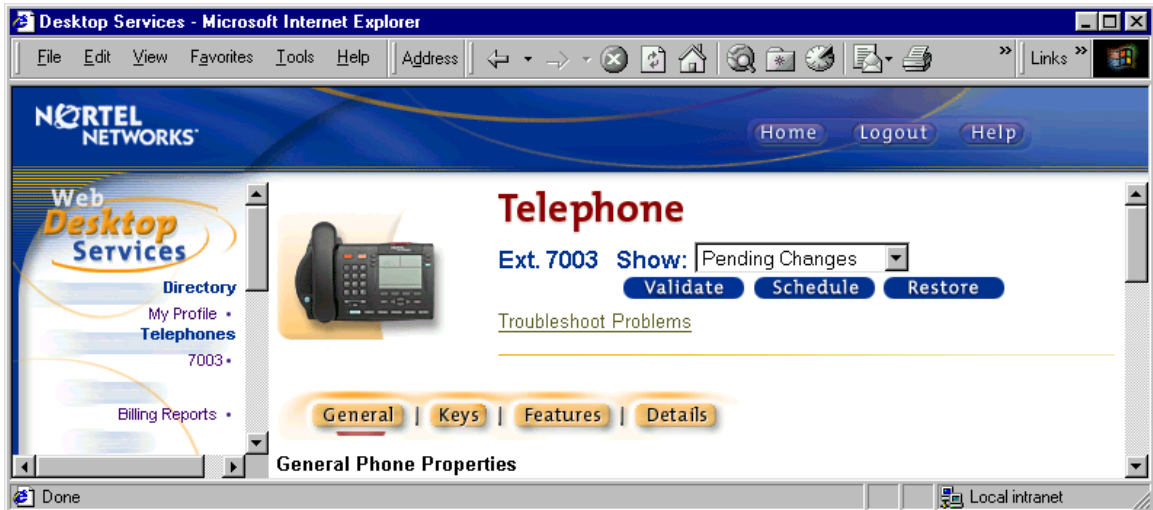 Desktop Services - Microsoft Internet Explorer
File Edit View Favorites Tools Help Address » Links »
NORTEL
NETWORKS
Home Logout Help
Web
Desktop
Services
Directory
My Profile •
Telephones
7003 •
Billing Reports •
Telephone
Ext. 7003 Show: Pending Changes
Validate Schedule Restore
Troubleshoot Problems
General | Keys | Features | Details
General Phone Properties
Done Local intranet